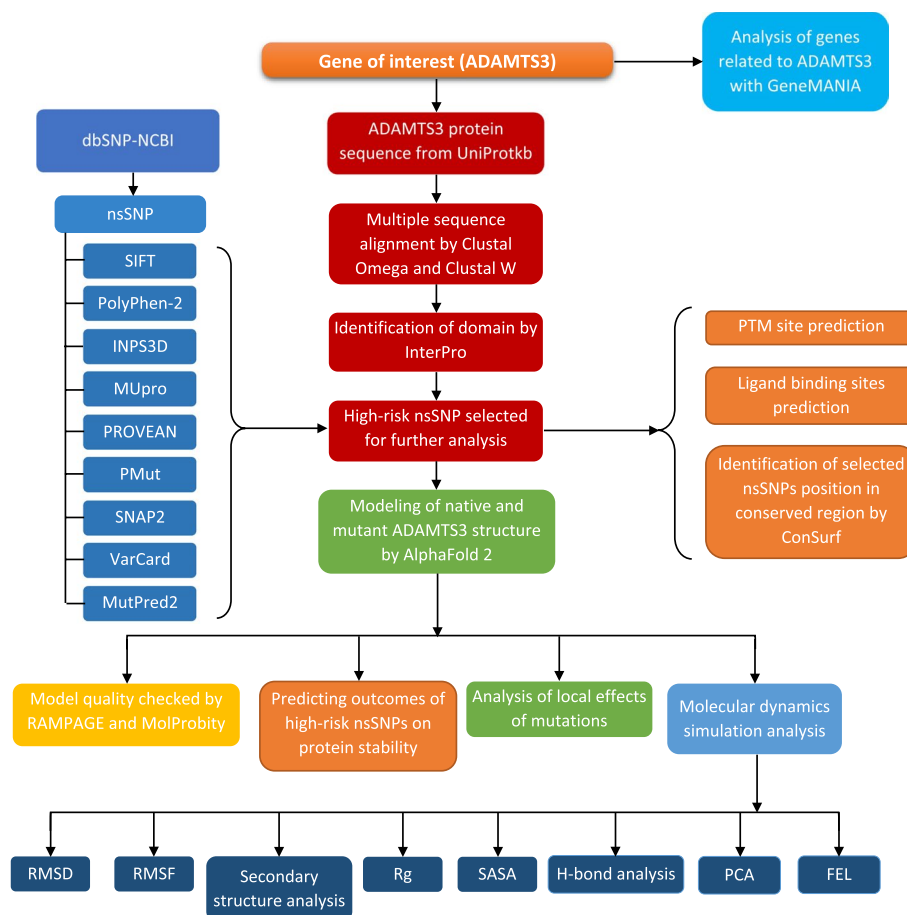 Gene of interest (ADAMTS3)
Analysis of genes
related to ADAMTS3
with GeneMANIA
dbSNP-NCBI
ADAMTS3 protein
sequence from UniProtkb
nsSNP
SIFT
PolyPhen-2
INPS3D
MUpro
PROVEAN
PMut
SNAP2
VarCard
MutPred2
Multiple sequence
alignment by Clustal
Omega and Clustal W
Identification of domain by
InterPro
High-risk nsSNP selected
for further analysis
PTM site prediction
Ligand binding sites
prediction
Identification of selected
nsSNPs position in
conserved region by
ConSurf
Modeling of native and
mutant ADAMTS3 structure
by AlphaFold 2
Model quality checked by
RAMPAGE and MolProbity
Predicting outcomes of
high-risk nsSNPs on
protein stability
Analysis of local effects
of mutations
Molecular dynamics
simulation analysis
RMSD
RMSF
Secondary
structure analysis
Rg
SASA
H-bond analysis
PCA
FEL